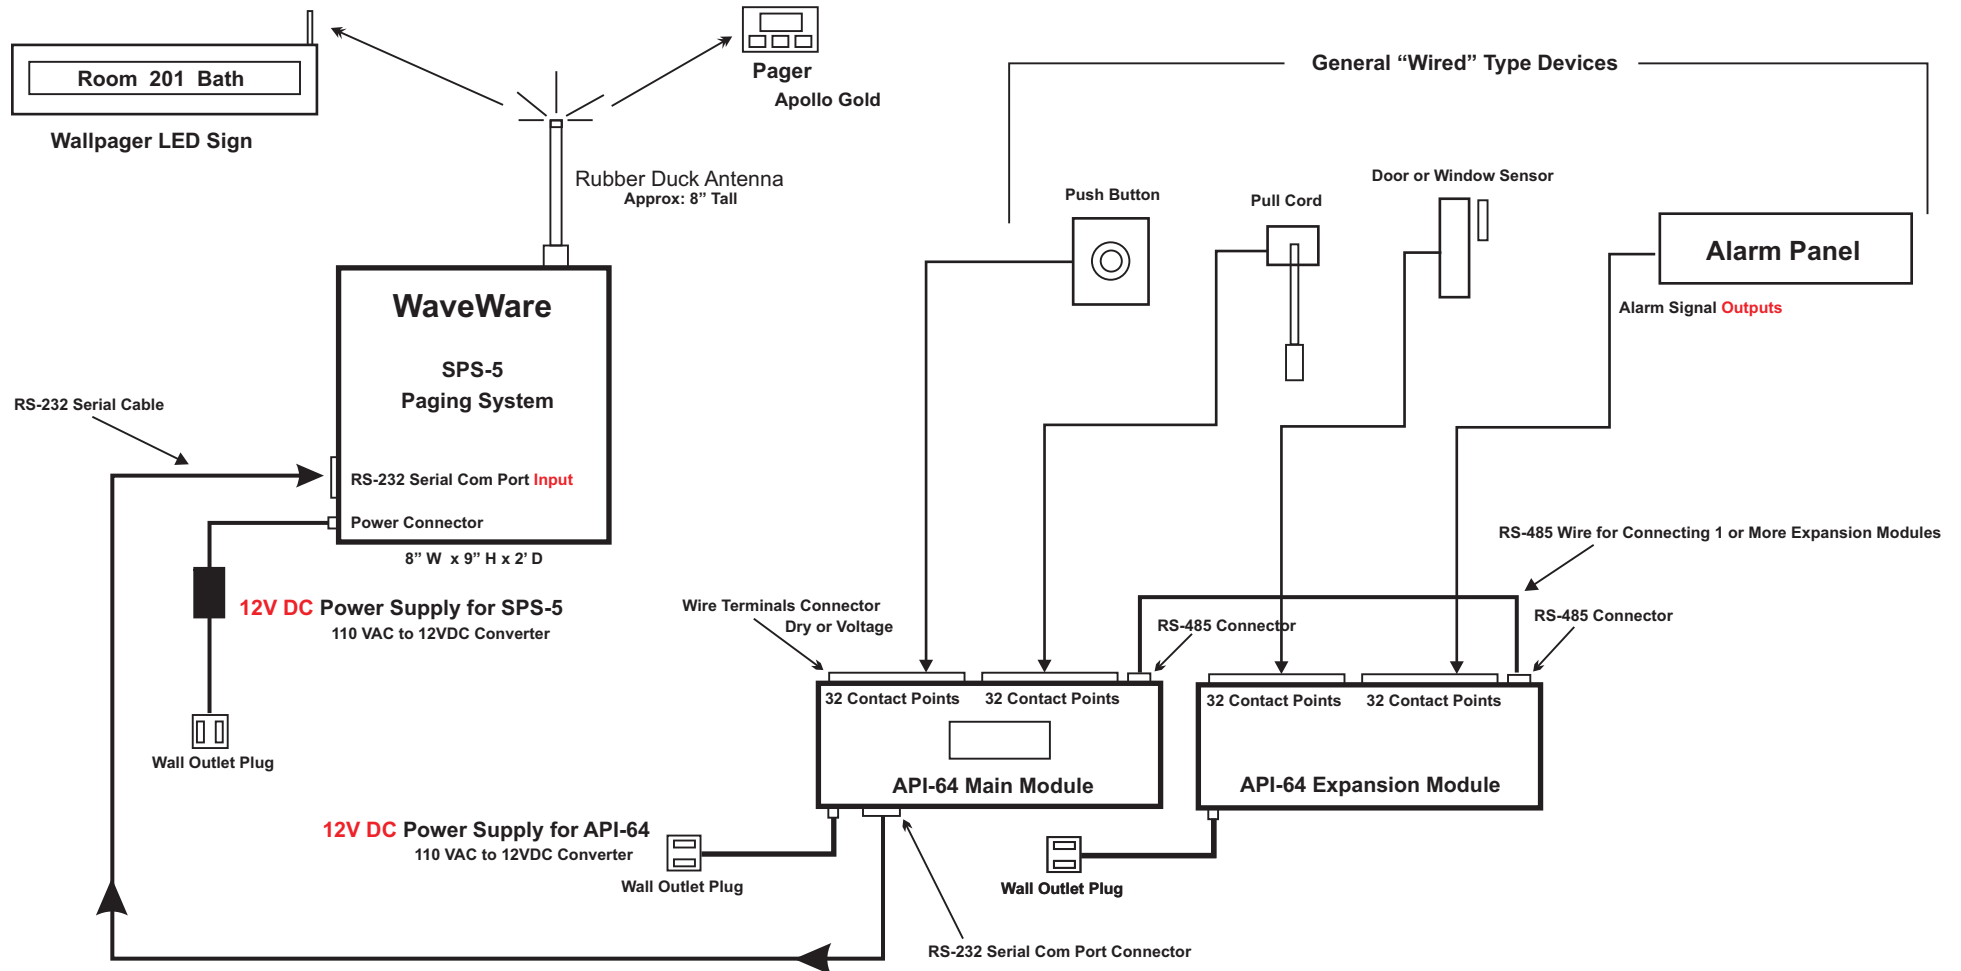 Room 201 Bath
Wallpager LED Sign
Pager
Apollo Gold
General “Wired” Type Devices
Rubber Duck Antenna
Approx: 8” Tall
Push Button
Pull Cord
Door or Window Sensor
Alarm Panel
Alarm Signal Outputs
WaveWare
SPS-5
Paging System
RS-232 Serial Cable
RS-232 Serial Com Port Input
Power Connector
8” W x 9” H x 2’ D
12V DC Power Supply for SPS-5
110 VAC to 12VDC Converter
Wall Outlet Plug
RS-485 Wire for Connecting 1 or More Expansion Modules
Wire Terminals Connector
Dry or Voltage
RS-485 Connector
RS-485 Connector
32 Contact Points
32 Contact Points
API-64 Main Module
32 Contact Points
32 Contact Points
API-64 Expansion Module
12V DC Power Supply for API-64
110 VAC to 12VDC Converter
Wall Outlet Plug
Wall Outlet Plug
RS-232 Serial Com Port Connector